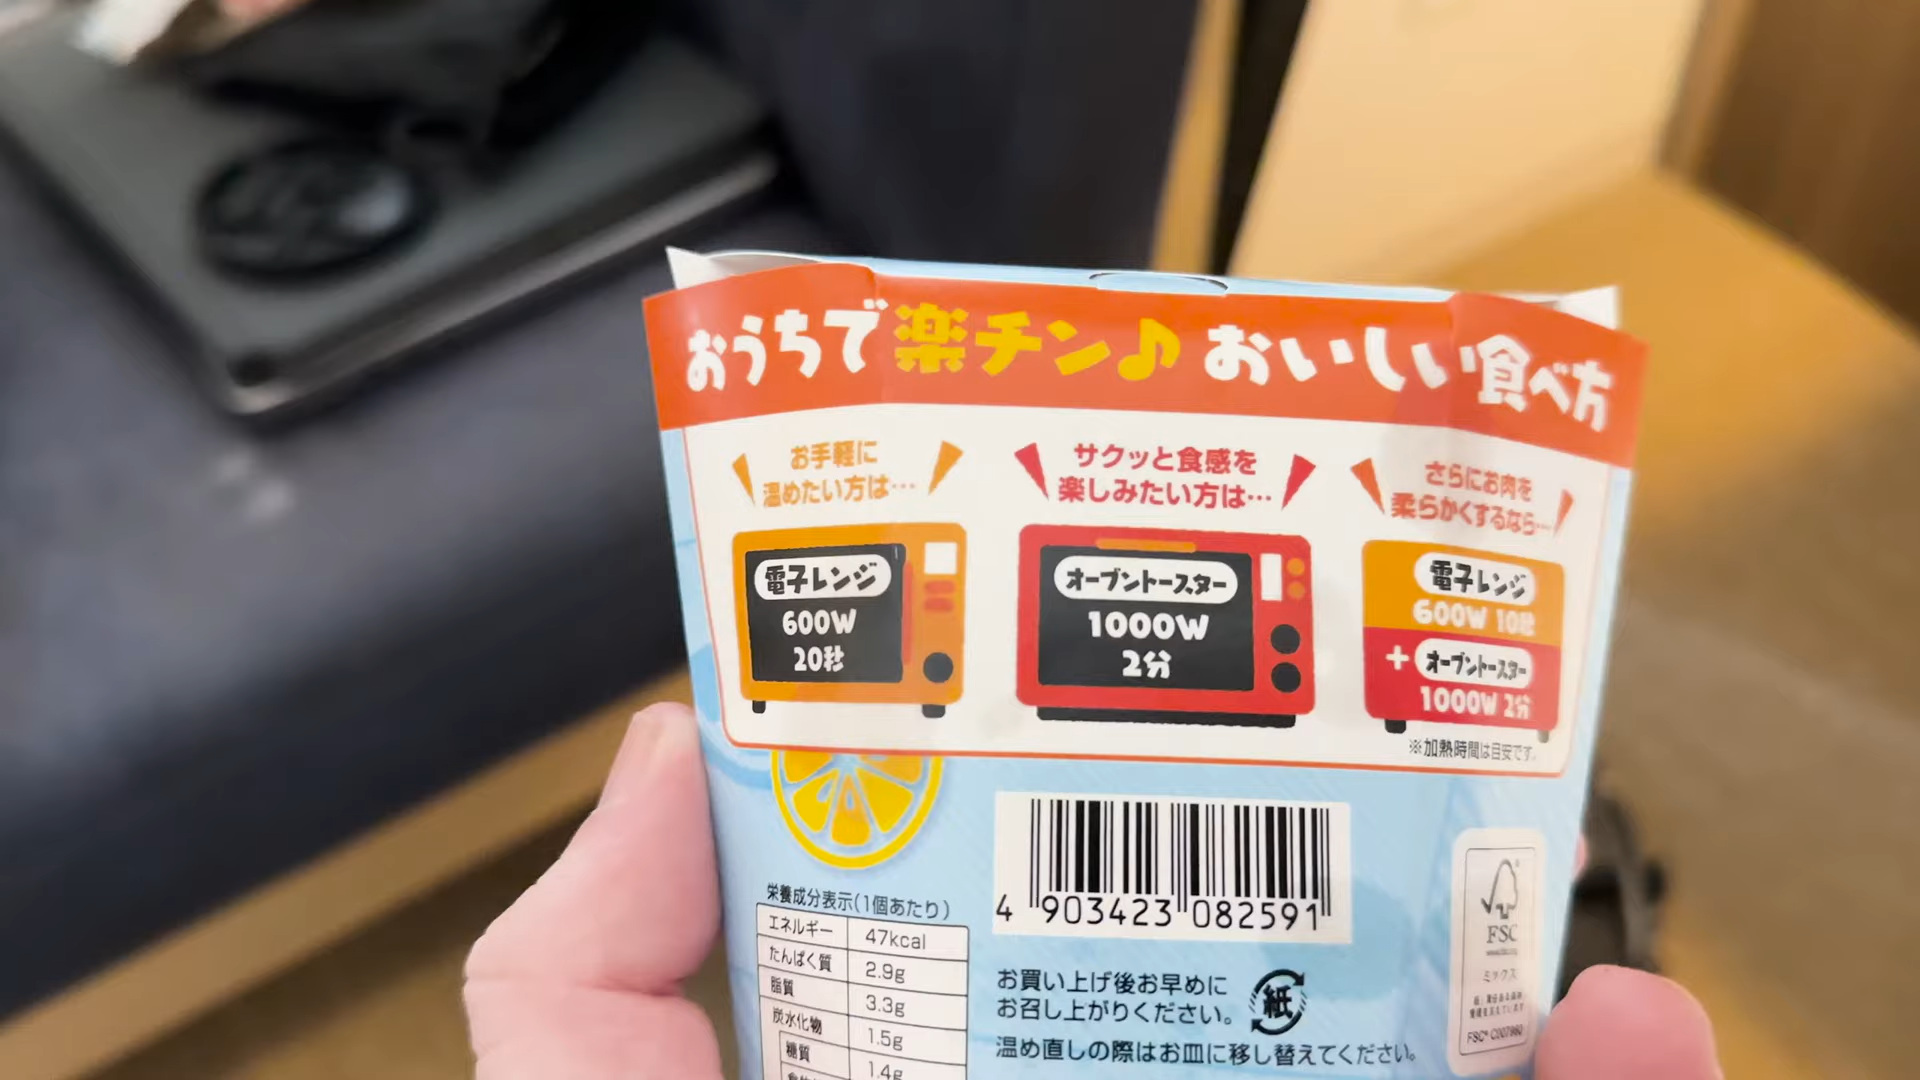 おうちで楽チン♪おいしい食べ方
お手軽に
温めたい方は…
電子レンジ
600W
20秒
サクッと食感を
楽しみたい方は…
オーブントースター
1000W
2分
さらにお肉を
柔らかくするなら…
電子レンジ
600W 10秒
+ オーブントースター
1000W 2分
※加熱時間は目安です。
栄養成分表示(1個あたり)
エネルギー 47kcal
たんぱく質 2.9g
脂質 3.3g
炭水化物 1.5g
糖質 1.4g
4 903423 082591
お買い上げ後お早めに
お召し上がりください。
紙
温め直しの際はお皿に移し替えてください。
FSC
ミックス